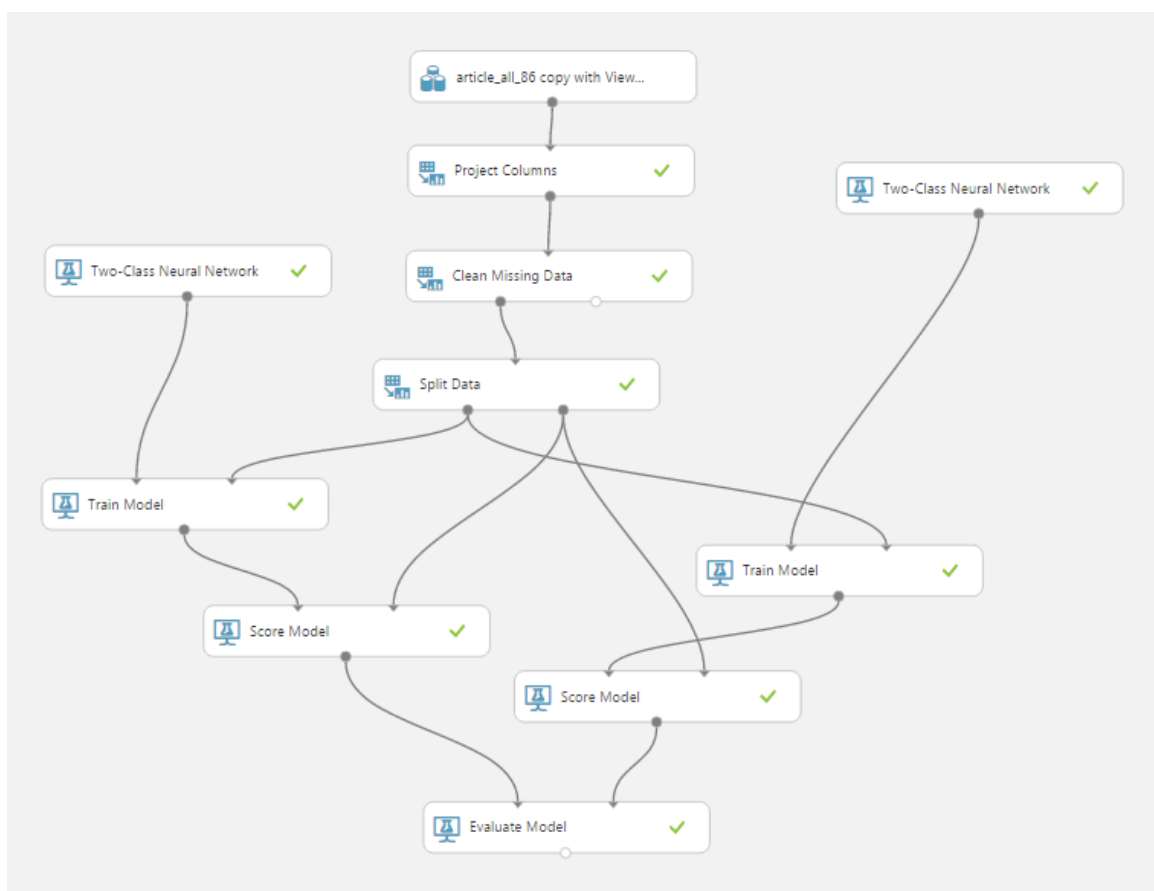 article_all_86 copy with View...
Project Columns
Two-Class Neural Network
Two-Class Neural Network
Clean Missing Data
Split Data
Train Model
Train Model
Score Model
Score Model
Evaluate Model